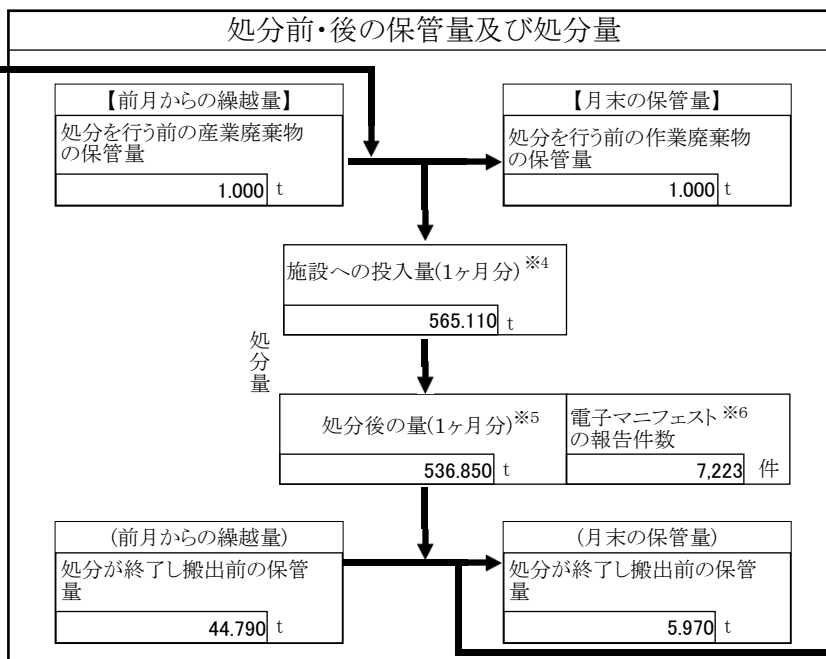 処分前・後の保管量及び処分量
【前月からの繰越量】
処分を行う前の産業廃棄物
の保管量
1.000 t
【月末の保管量】
処分を行う前の作業廃棄物
の保管量
1.000 t
施設への投入量(1ヶ月分)※4
565.110 t
処分量
処分後の量(1ヶ月分)※5
536.850 t
電子マニフェスト※6
の報告件数
7,223 件
(前月からの繰越量)
処分が終了し搬出前の保管
量
44.790 t
(月末の保管量)
処分が終了し搬出前の保管
量
5.970 t